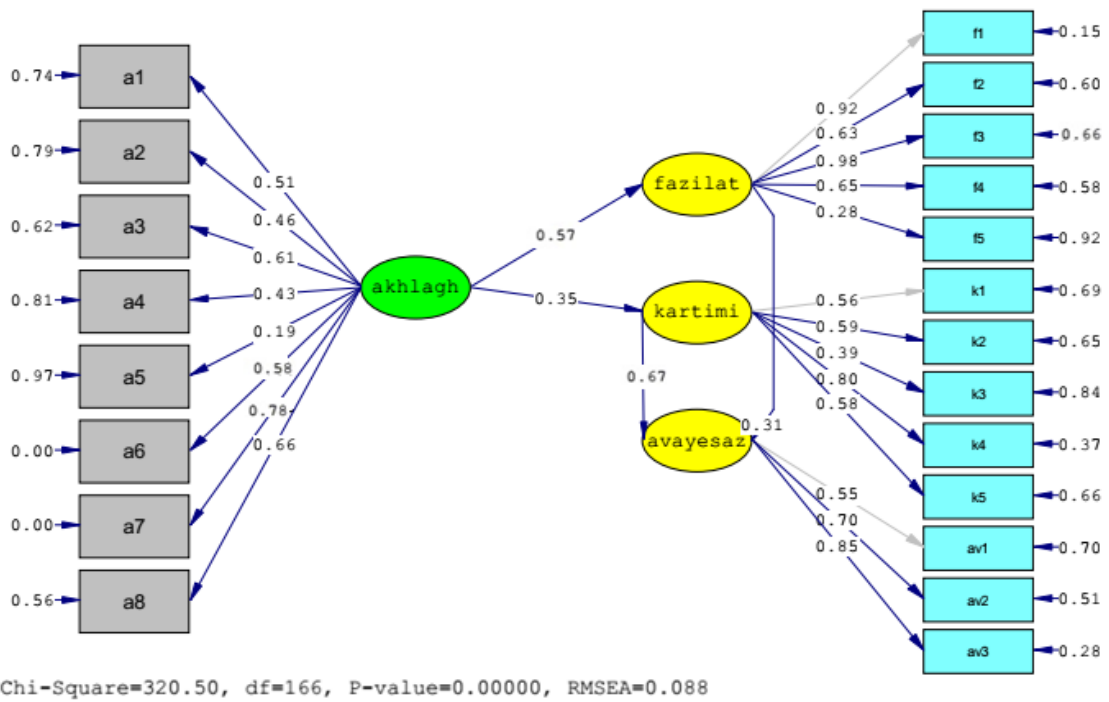 0.74 a1
0.79 a2
0.62 a3
0.81 a4
0.97 a5
0.00 a6
0.00 a7
0.56 a8
0.51
0.46
0.61
0.43
0.19
0.58
0.78
0.66
akhlagh
0.57
0.35
fazilat
kartimi
0.67
avayesaz
0.31
0.92
0.63
0.98
0.65
0.28
0.56
0.59
0.39
0.80
0.58
0.55
0.70
0.85
f1 0.15
f2 0.60
f3 0.66
f4 0.58
f5 0.92
k1 0.69
k2 0.65
k3 0.84
k4 0.37
k5 0.66
av1 0.70
av2 0.51
av3 0.28
Chi-Square=320.50, df=166, P-value=0.00000, RMSEA=0.088